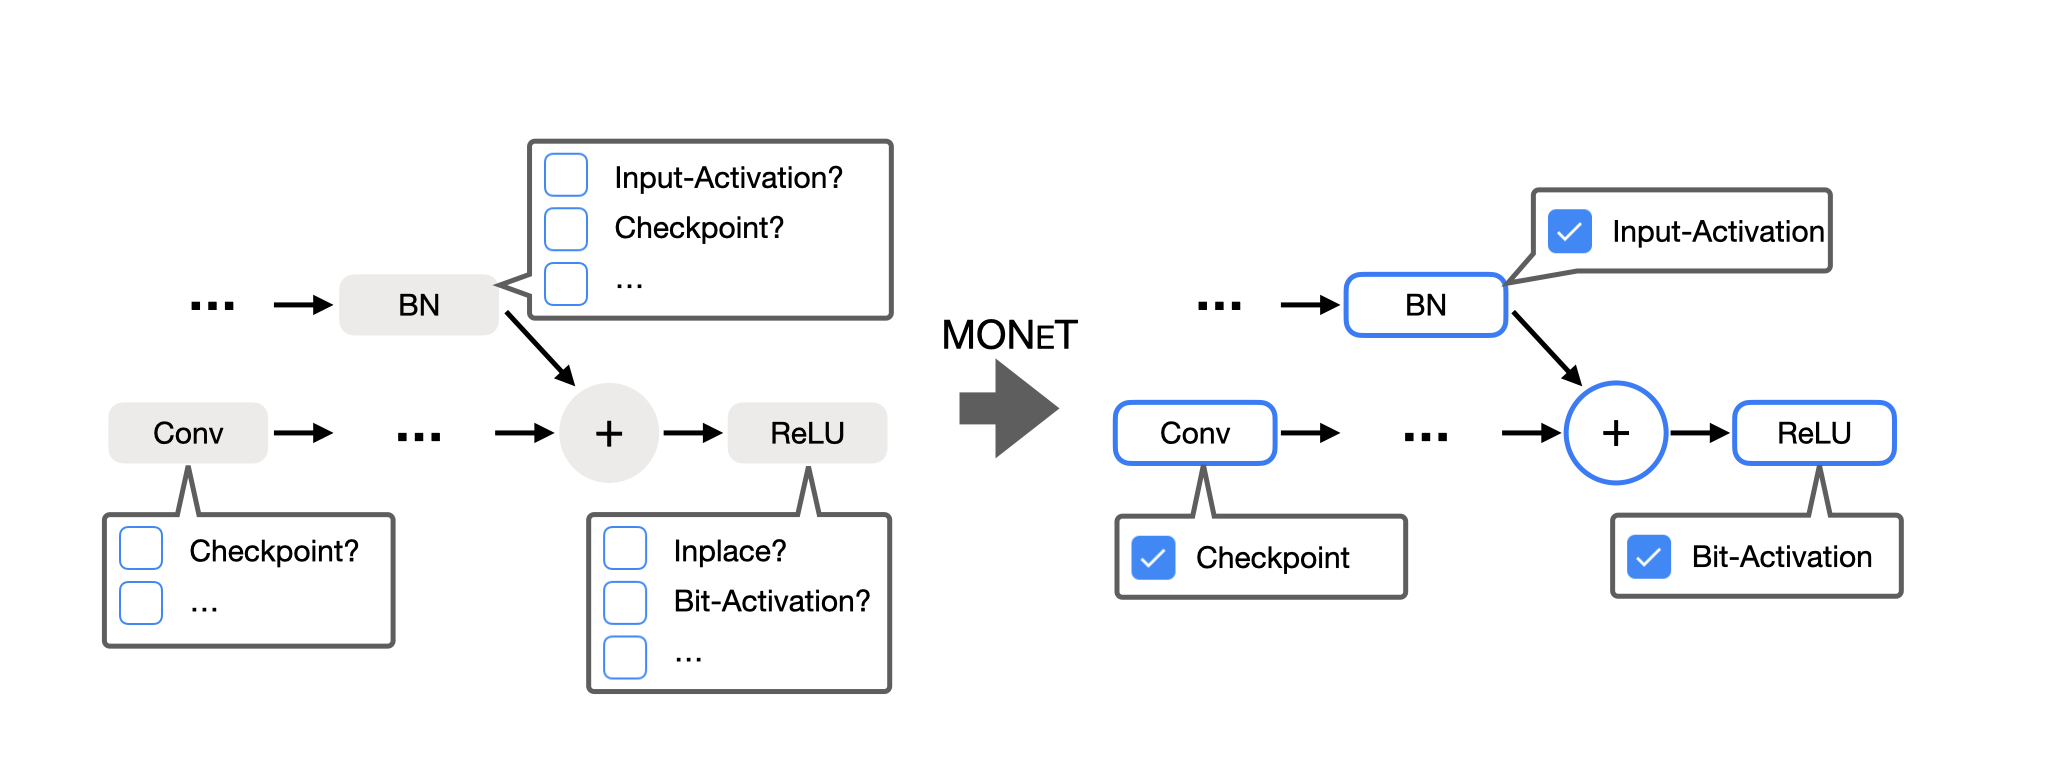 Input-Activation?
Checkpoint?
...
... BN
Conv ... + ReLU
Checkpoint?
...
Inplace?
Bit-Activation?
...
MONET
Input-Activation
... BN
Conv ... + ReLU
Checkpoint
Bit-Activation